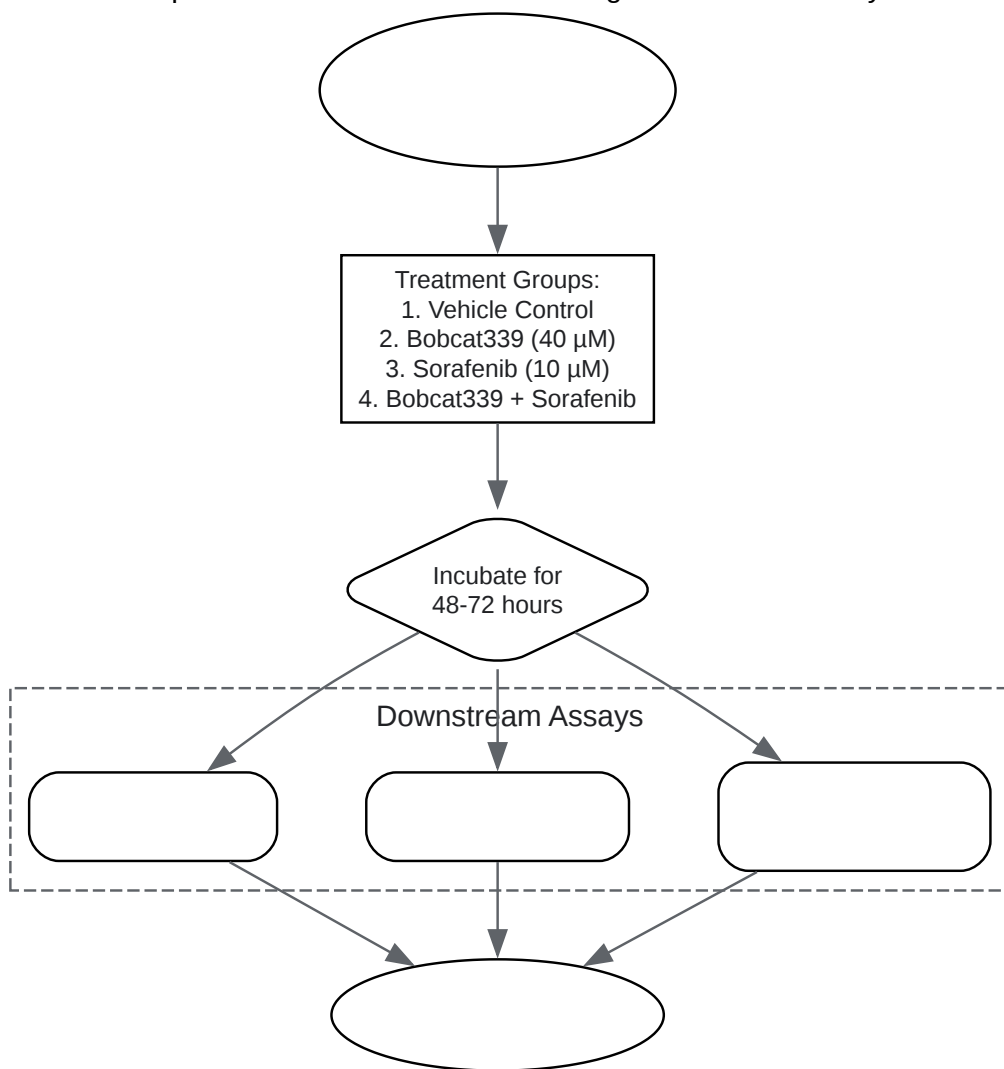 Treatment Groups:
1. Vehicle Control
2. Bobcat339 (40 µM)
3. Sorafenib (10 µM)
4. Bobcat339 + Sorafenib
Incubate for
48-72 hours
Downstream Assays